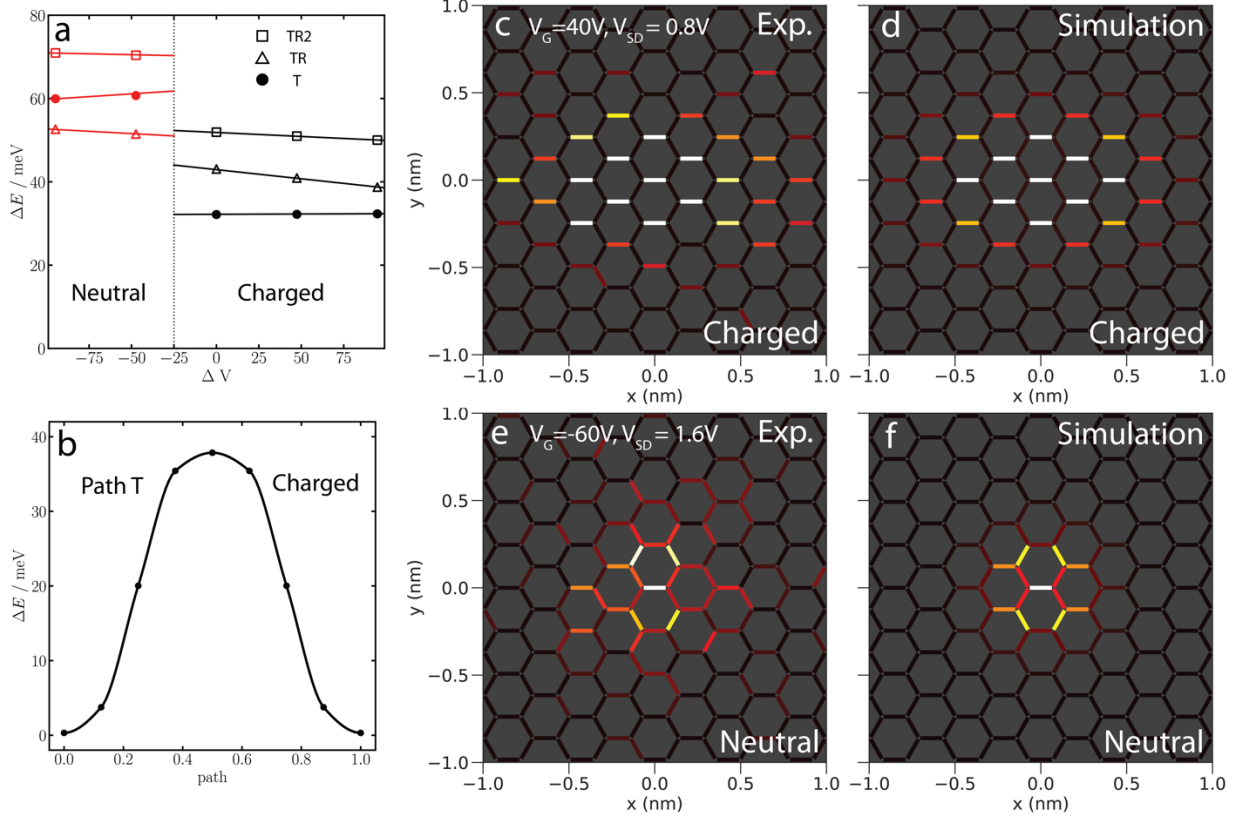 a
80
60
40
20
0
ΔE / meV
TR2
TR
T
Neutral
Charged
−75
−50
−25
0
25
50
75
Δ V
b
40
30
20
10
0
ΔE / meV
Path T
Charged
0.0
0.2
0.4
0.6
0.8
1.0
path
c
V_G=40V, V_SD = 0.8V
Exp.
Charged
1.0
0.5
0.0
−0.5
−1.0
y (nm)
−1.0
−0.5
0.0
0.5
1.0
x (nm)
d
Simulation
Charged
−1.0
−0.5
0.0
0.5
1.0
x (nm)
e
V_G=-60V, V_SD = 1.6V
Exp.
Neutral
1.0
0.5
0.0
−0.5
−1.0
y (nm)
−1.0
−0.5
0.0
0.5
1.0
x (nm)
f
Simulation
Neutral
−1.0
−0.5
0.0
0.5
1.0
x (nm)